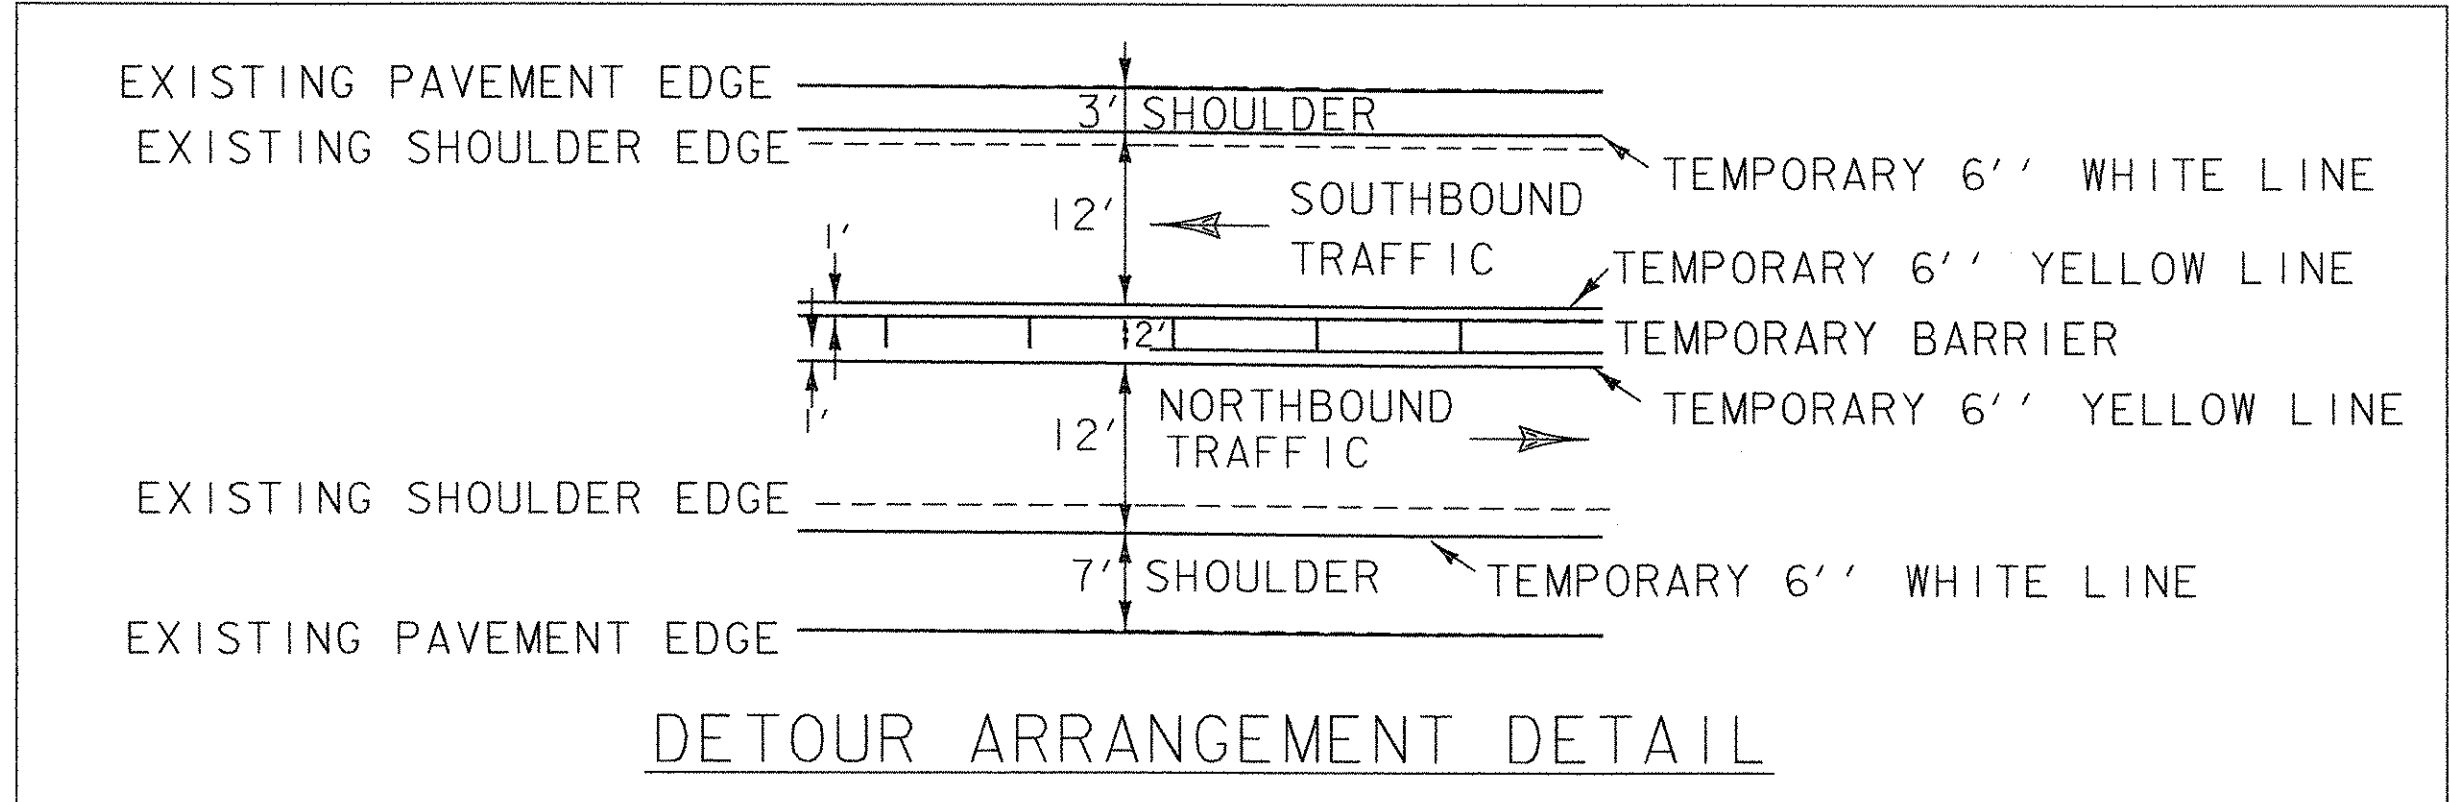 EXISTING PAVEMENT EDGE
3' SHOULDER
EXISTING SHOULDER EDGE
TEMPORARY 6'' WHITE LINE
12'
SOUTHBOUND
TRAFFIC
1'
TEMPORARY 6'' YELLOW LINE
2'
TEMPORARY BARRIER
1'
12'
NORTHBOUND
TRAFFIC
TEMPORARY 6'' YELLOW LINE
EXISTING SHOULDER EDGE
7' SHOULDER
TEMPORARY 6'' WHITE LINE
EXISTING PAVEMENT EDGE
DETOUR ARRANGEMENT DETAIL